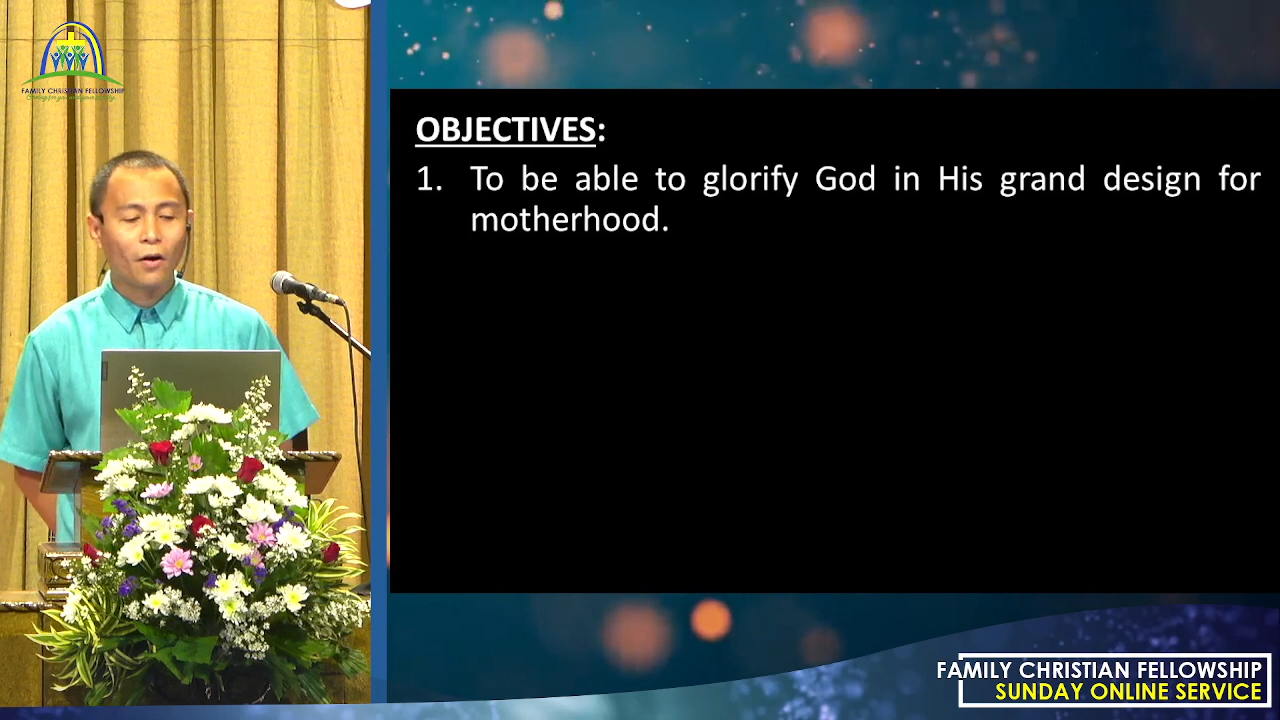 FAMILY CHRISTIAN FELLOWSHIP
OBJECTIVES:
1. To be able to glorify God in His grand design for
motherhood.
FAMILY CHRISTIAN FELLOWSHIP
SUNDAY ONLINE SERVICE